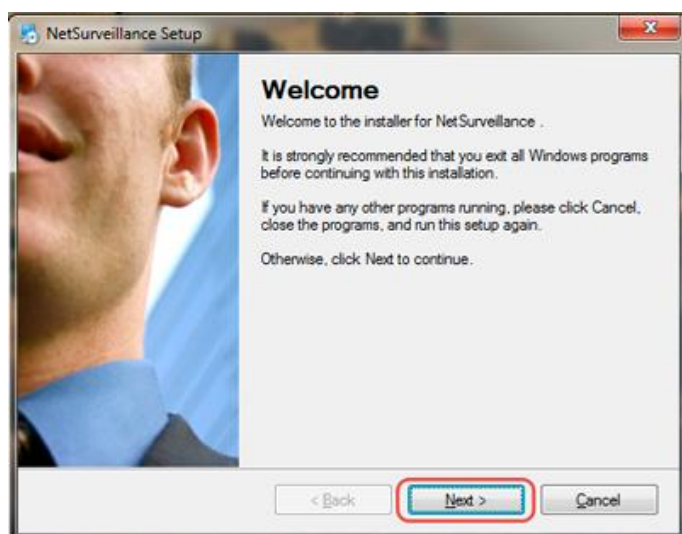 NetSurveillance Setup
Welcome
Welcome to the installer for NetSurveillance .
It is strongly recommended that you exit all Windows programs
before continuing with this installation.
If you have any other programs running, please click Cancel,
close the programs, and run this setup again.
Otherwise, click Next to continue.
< Back
Next >
Cancel